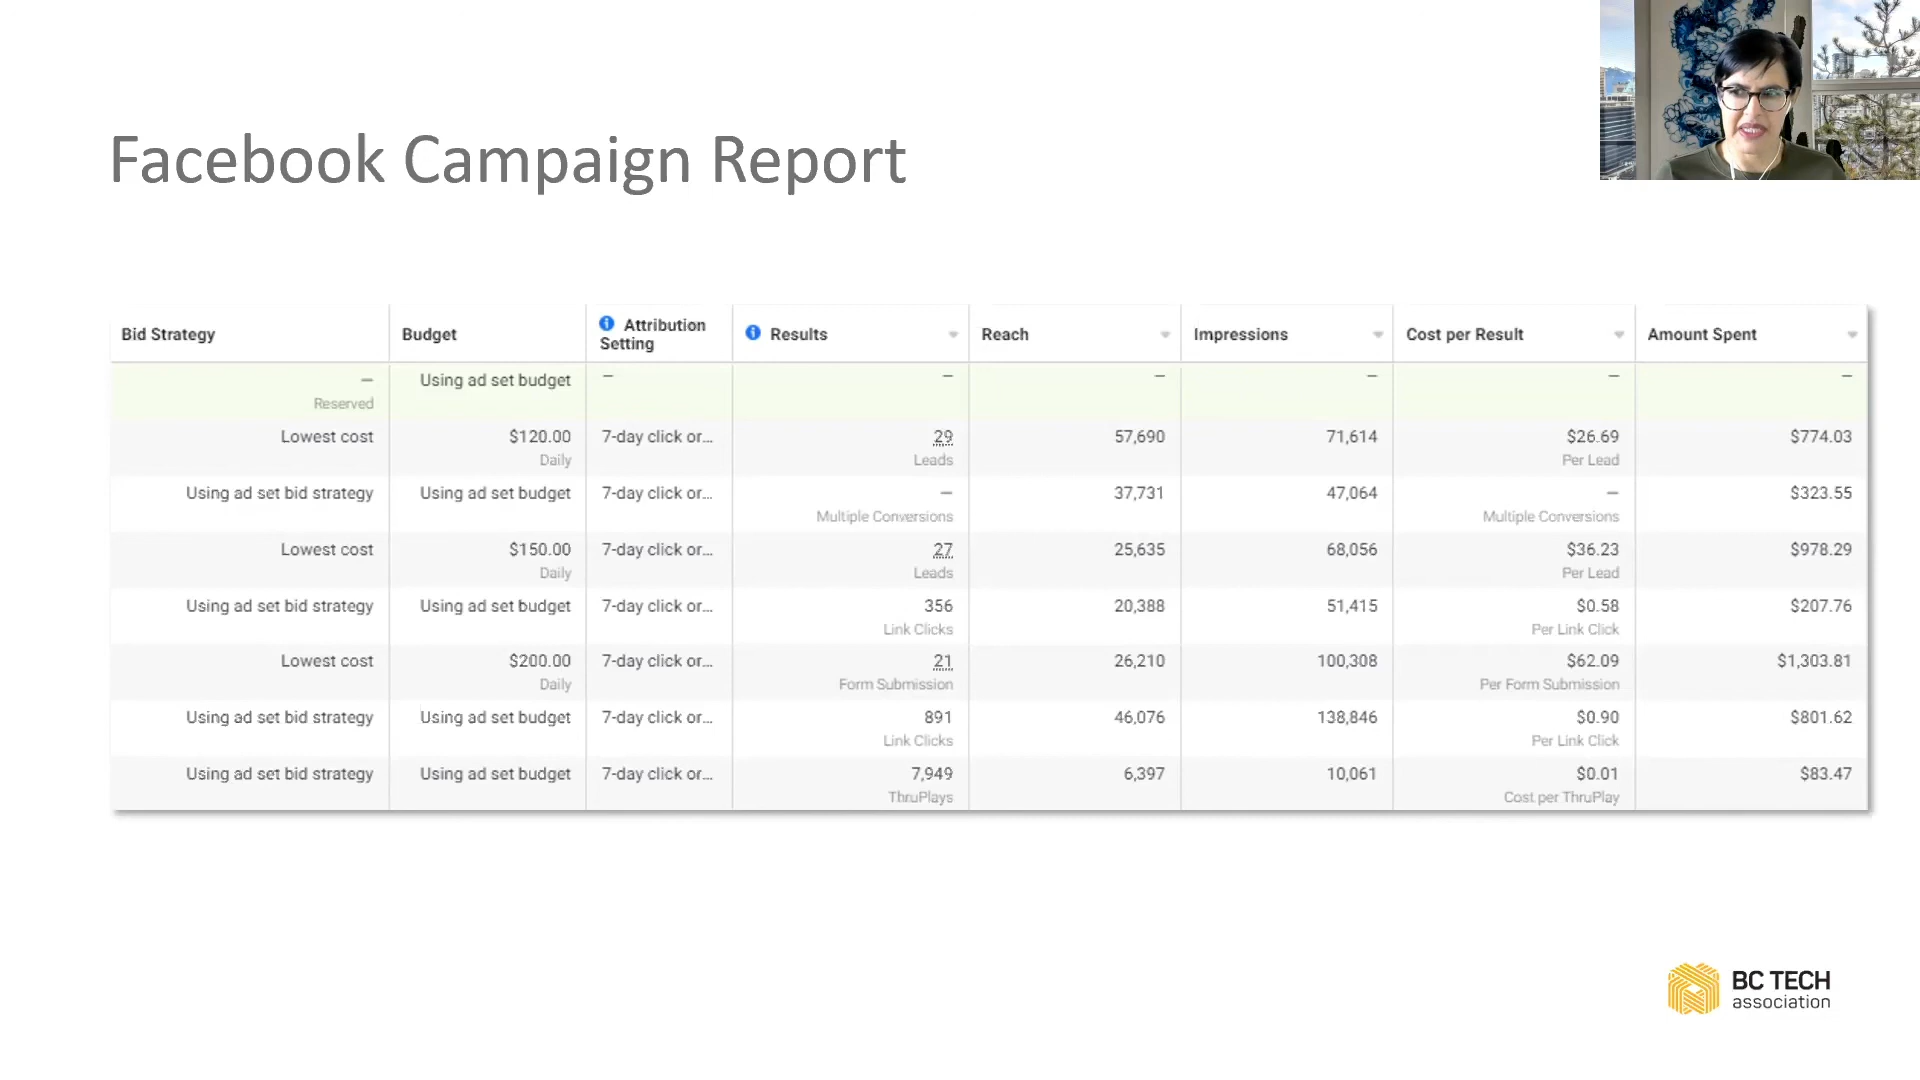 Facebook Campaign Report
Bid Strategy Budget Attribution Setting Results Reach Impressions Cost per Result Amount Spent
— Using ad set budget — — — — — —
Reserved
Lowest cost $120.00 7-day click or... 29 57,690 71,614 $26.69 $774.03
Daily Leads Per Lead
Using ad set bid strategy Using ad set budget 7-day click or... — 37,731 47,064 — $323.55
Multiple Conversions Multiple Conversions
Lowest cost $150.00 7-day click or... 27 25,635 68,056 $36.23 $978.29
Daily Leads Per Lead
Using ad set bid strategy Using ad set budget 7-day click or... 356 20,388 51,415 $0.58 $207.76
Link Clicks Per Link Click
Lowest cost $200.00 7-day click or... 21 26,210 100,308 $62.09 $1,303.81
Daily Form Submission Per Form Submission
Using ad set bid strategy Using ad set budget 7-day click or... 891 46,076 138,846 $0.90 $801.62
Link Clicks Per Link Click
Using ad set bid strategy Using ad set budget 7-day click or... 7,949 6,397 10,061 $0.01 $83.47
ThruPlays Cost per ThruPlay
BC TECH
association